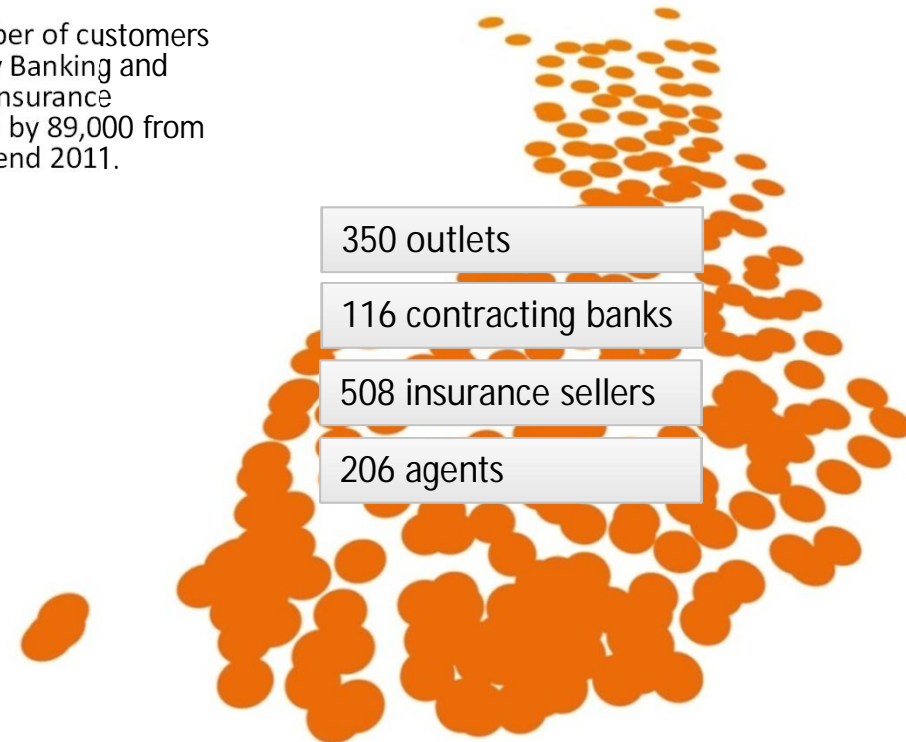 ber of customers
Banking and
nsurance
by 89,000 from
end 2011.
350 outlets
116 contracting banks
508 insurance sellers
206 agents